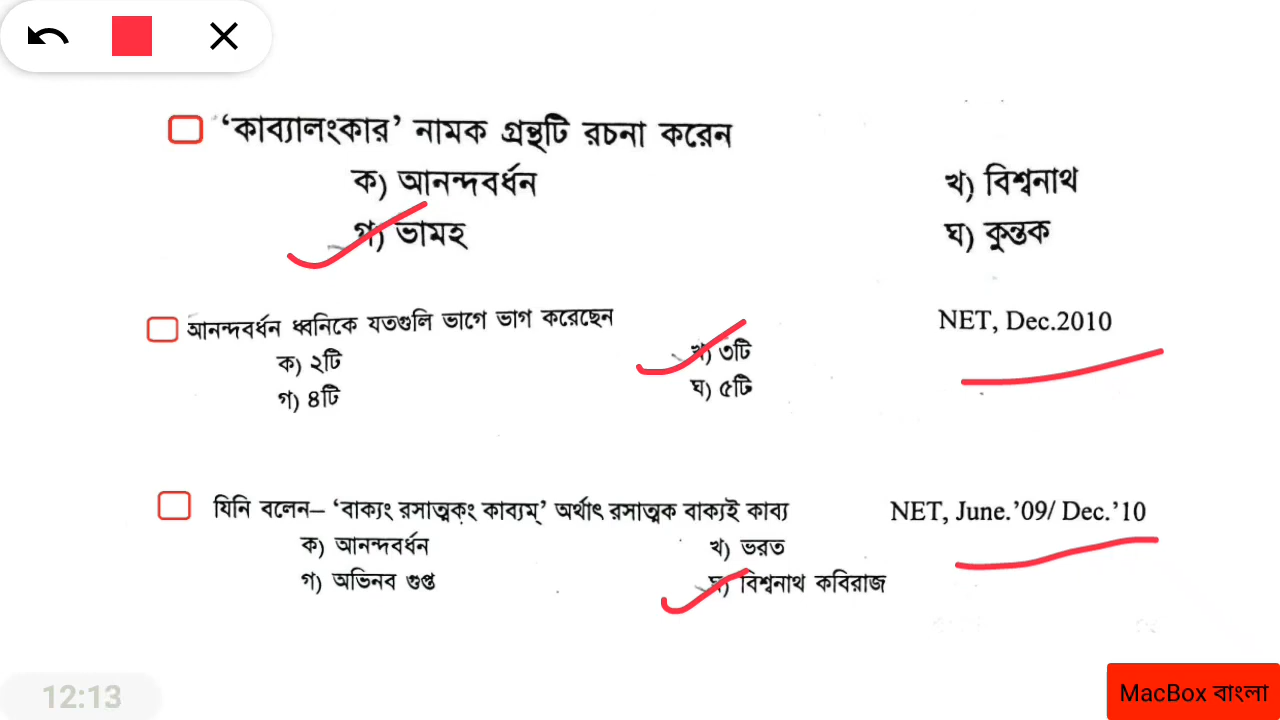 ‘কাব্যালংকার’ নামক গ্রন্থটি রচনা করেন
ক) আনন্দবর্ধন খ) বিশ্বনাথ
গ) ভামহ ঘ) কুন্তক
আনন্দবর্ধন ধ্বনিকে যতগুলি ভাগে ভাগ করেছেন NET, Dec.2010
ক) ২টি খ) ৩টি
গ) ৪টি ঘ) ৫টি
যিনি বলেন– ‘বাক্যং রসাত্মকং কাব্যম্’ অর্থাৎ রসাত্মক বাক্যই কাব্য NET, June.’09/ Dec.’10
ক) আনন্দবর্ধন খ) ভরত
গ) অভিনব গুপ্ত ঘ) বিশ্বনাথ কবিরাজ
12:13
MacBox বাংলা